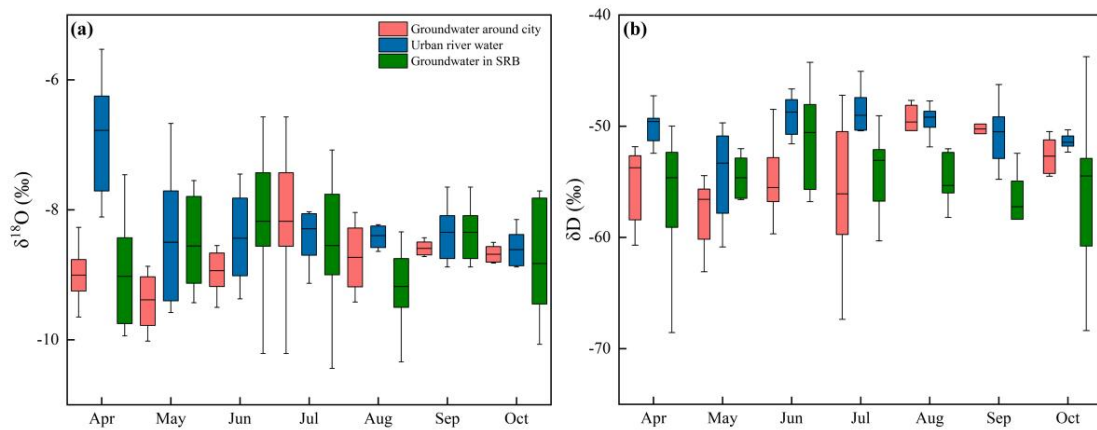 (a)
Groundwater around city
Urban river water
Groundwater in SRB
δ¹⁸O (‰)
-6
-8
-10
Apr May Jun Jul Aug Sep Oct
(b)
δD (‰)
-40
-50
-60
-70
Apr May Jun Jul Aug Sep Oct